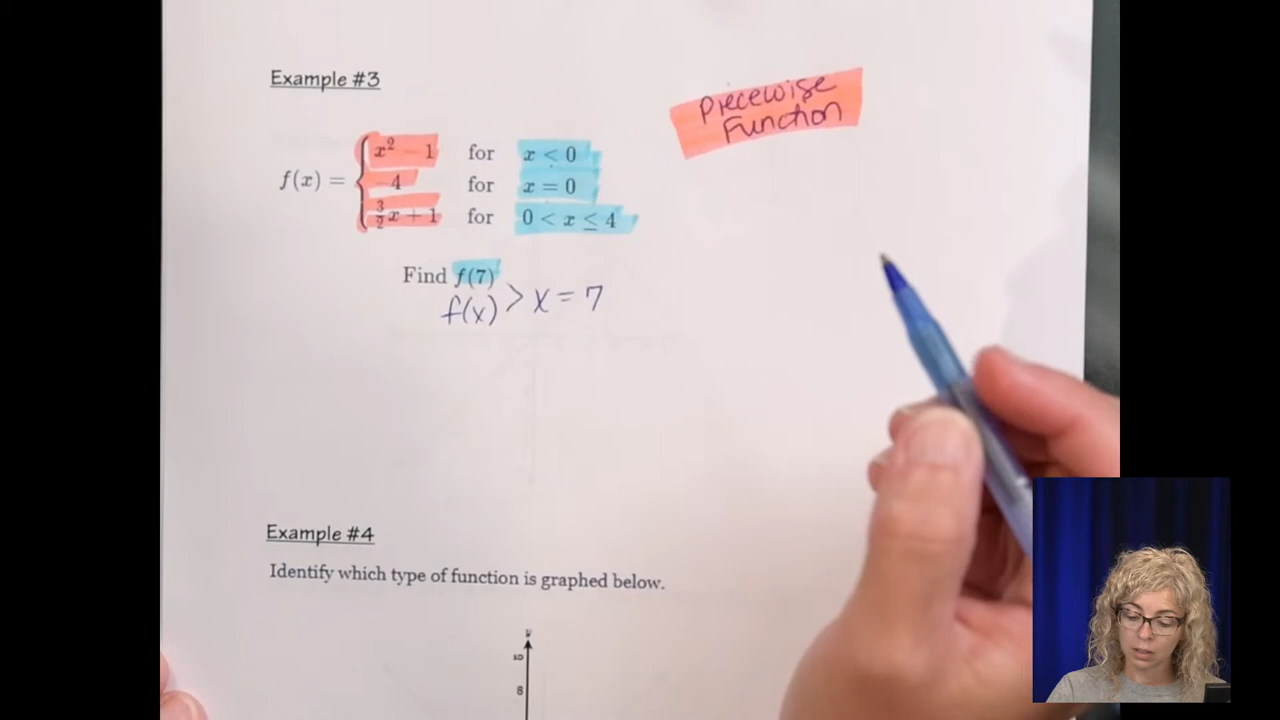 Example #3
Piecewise
Function
f(x) = { x² − 1 for x < 0
4 for x = 0
3/2 x + 1 for 0 < x ≤ 4
Find f(7)
f(x) > x = 7
Example #4
Identify which type of function is graphed below.
y
10
8